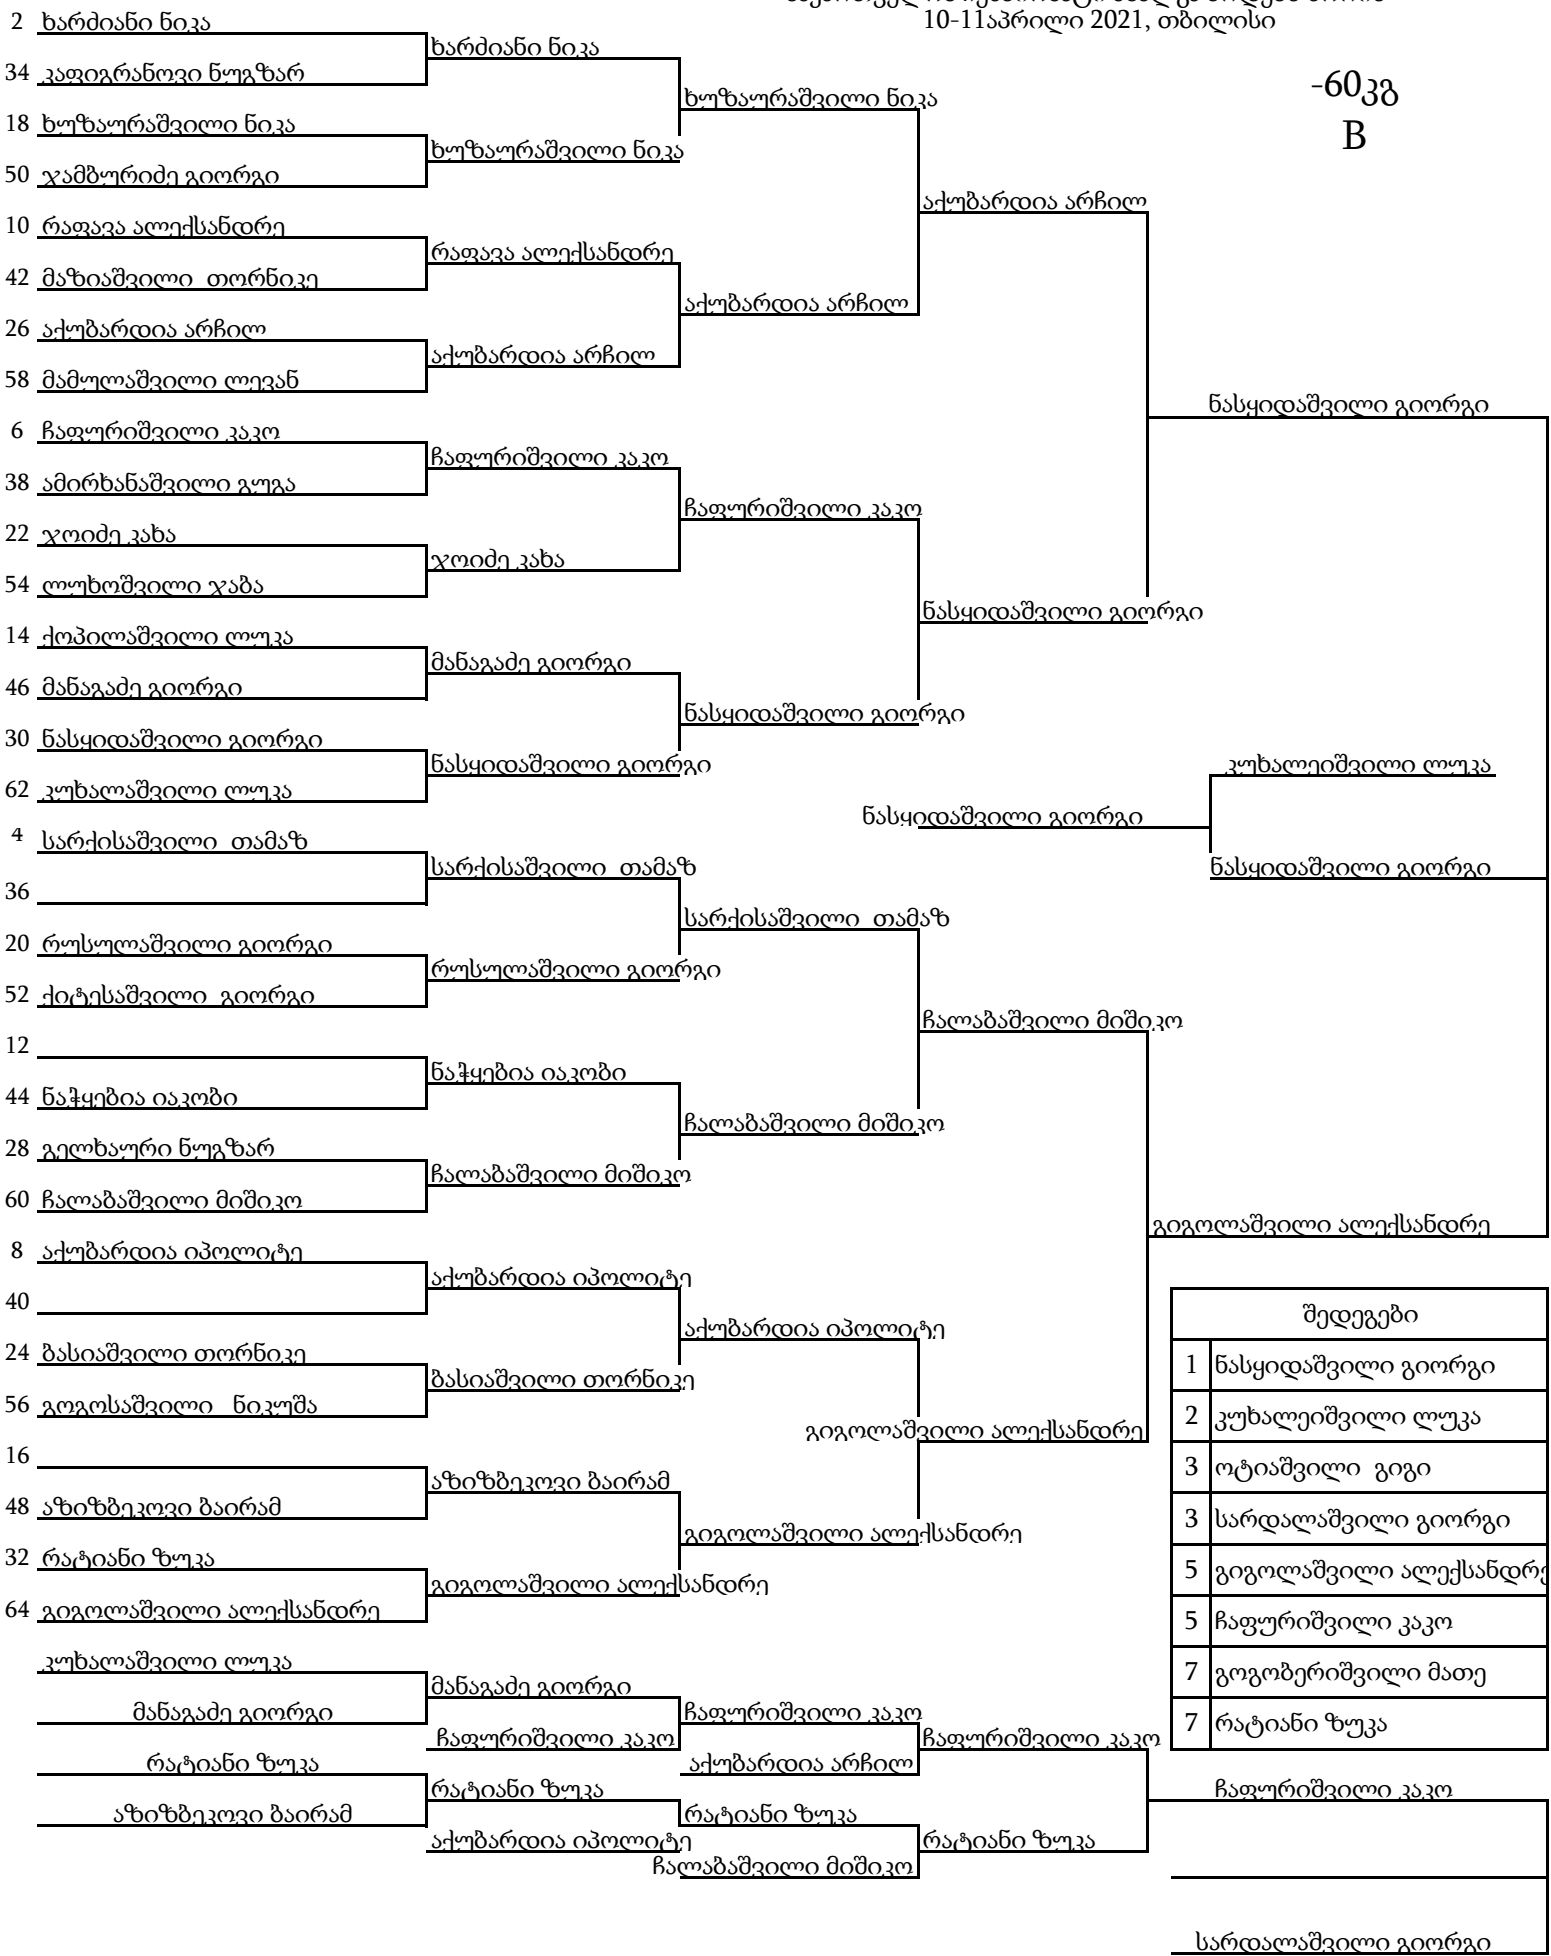 10-11აპრილი 2021, თბილისი
-60კგ
B
2 ხარძიანი ნიკა
ხარძიანი ნიკა
34 კაფიგრანოვი ნუგზარ
ხუზაურაშვილი ნიკა
18 ხუზაურაშვილი ნიკა
ხუზაურაშვილი ნიკა
50 ჯამბურიძე გიორგი
აქუბარდია არჩილ
10 რაფავა ალექსანდრე
რაფავა ალექსანდრე
42 მაზიაშვილი თორნიკე
აქუბარდია არჩილ
26 აქუბარდია არჩილ
აქუბარდია არჩილ
58 მამულაშვილი ლევან
ნასყიდაშვილი გიორგი
6 ჩაფურიშვილი კაკო
ჩაფურიშვილი კაკო
38 ამირხანაშვილი გუგა
ჩაფურიშვილი კაკო
22 ჯოიძე კახა
ჯოიძე კახა
54 ლუხოშვილი ჯაბა
ნასყიდაშვილი გიორგი
14 ქოპილაშვილი ლუკა
მანაგაძე გიორგი
46 მანაგაძე გიორგი
ნასყიდაშვილი გიორგი
30 ნასყიდაშვილი გიორგი
ნასყიდაშვილი გიორგი
კუხალეიშვილი ლუკა
62 კუხალაშვილი ლუკა
ნასყიდაშვილი გიორგი
4 სარქისაშვილი თამაზ
სარქისაშვილი თამაზ
ნასყიდაშვილი გიორგი
36
სარქისაშვილი თამაზ
20 რუსულაშვილი გიორგი
რუსულაშვილი გიორგი
52 ქიტესაშვილი გიორგი
ჩალაბაშვილი მიშიკო
12
ნაჭყებია იაკობი
44 ნაჭყებია იაკობი
ჩალაბაშვილი მიშიკო
28 გელხაური ნუგზარ
ჩალაბაშვილი მიშიკო
60 ჩალაბაშვილი მიშიკო
გიგოლაშვილი ალექსანდრე
8 აქუბარდია იპოლიტე
აქუბარდია იპოლიტე
40
აქუბარდია იპოლიტე
24 ბასიაშვილი თორნიკე
ბასიაშვილი თორნიკე
56 გოგოსაშვილი ნიკუშა
გიგოლაშვილი ალექსანდრე
16
აზიზბეკოვი ბაირამ
48 აზიზბეკოვი ბაირამ
გიგოლაშვილი ალექსანდრე
32 რატიანი ზუკა
გიგოლაშვილი ალექსანდრე
64 გიგოლაშვილი ალექსანდრე
შედეგები
1 ნასყიდაშვილი გიორგი
2 კუხალეიშვილი ლუკა
3 ოტიაშვილი გიგი
3 სარდალაშვილი გიორგი
5 გიგოლაშვილი ალექსანდრე
5 ჩაფურიშვილი კაკო
7 გოგობერიშვილი მათე
7 რატიანი ზუკა
კუხალაშვილი ლუკა
მანაგაძე გიორგი
მანაგაძე გიორგი
ჩაფურიშვილი კაკო
ჩაფურიშვილი კაკო
ჩაფურიშვილი კაკო
რატიანი ზუკა
აქუბარდია არჩილ
რატიანი ზუკა
ჩაფურიშვილი კაკო
აზიზბეკოვი ბაირამ
რატიანი ზუკა
აქუბარდია იპოლიტე
რატიანი ზუკა
ჩალაბაშვილი მიშიკო
სარდალაშვილი გიორგი